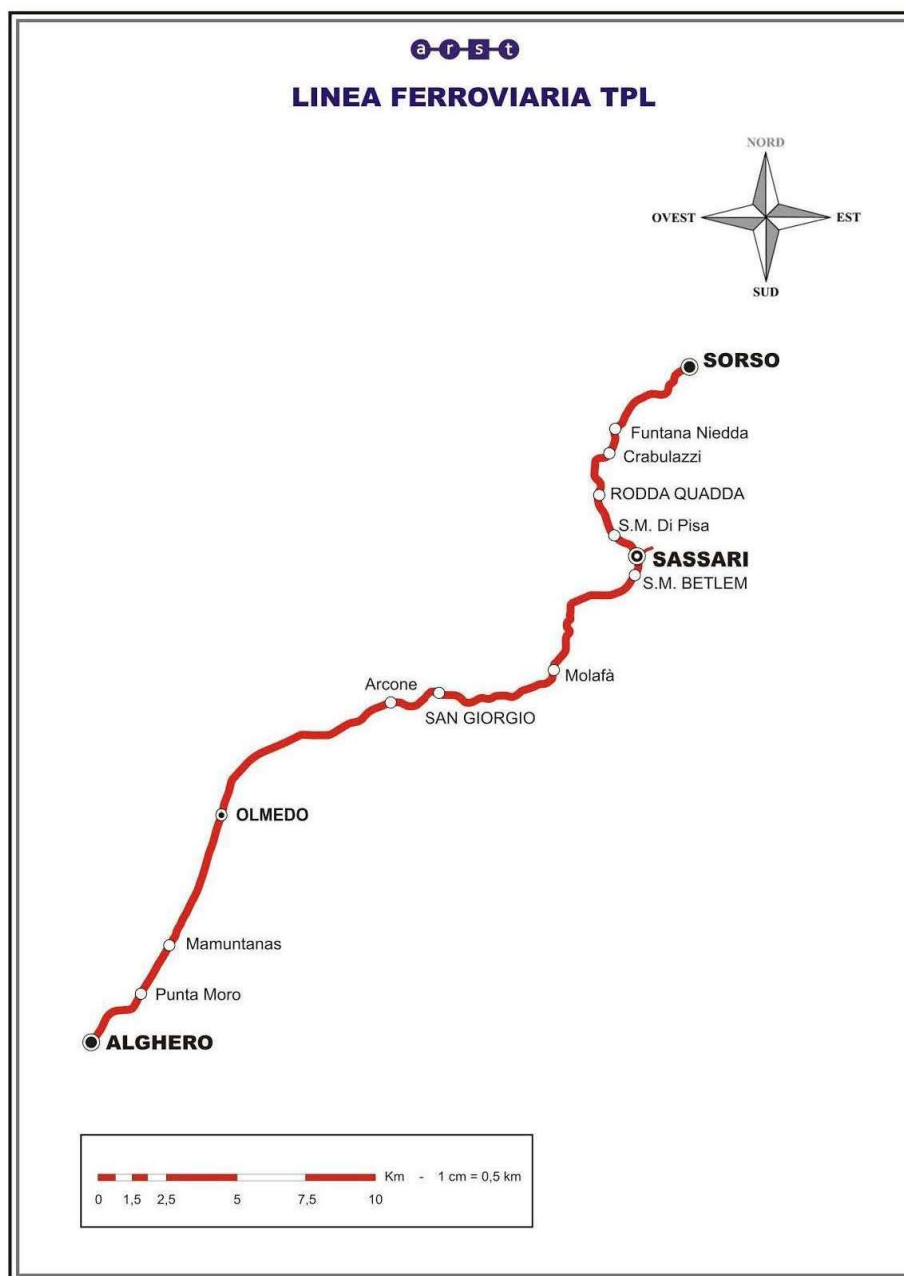 arst
LINEA FERROVIARIA TPL
NORD
OVEST
EST
SUD
SORSO
Funtana Niedda
Crabulazzi
RODDA QUADDA
S.M. Di Pisa
SASSARI
S.M. BETLEM
Molafà
Arcone
SAN GIORGIO
OLMEDO
Mamuntanas
Punta Moro
ALGHERO
Km - 1 cm = 0,5 km
0 1,5 2,5 5 7,5 10